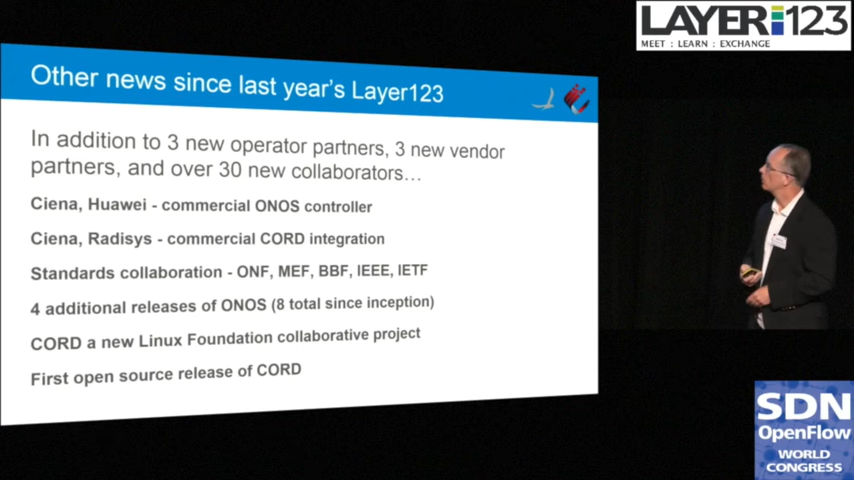 LAYER123
MEET : LEARN : EXCHANGE
Other news since last year's Layer123
In addition to 3 new operator partners, 3 new vendor
partners, and over 30 new collaborators…
Ciena, Huawei - commercial ONOS controller
Ciena, Radisys - commercial CORD integration
Standards collaboration - ONF, MEF, BBF, IEEE, IETF
4 additional releases of ONOS (8 total since inception)
CORD a new Linux Foundation collaborative project
First open source release of CORD
SDN
OpenFlow
WORLD
CONGRESS